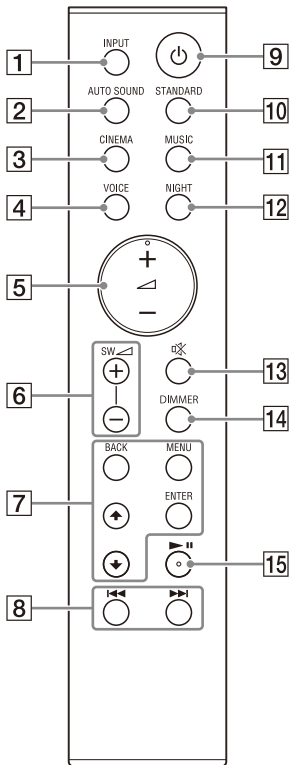 INPUT
1
9
AUTO SOUND STANDARD
2
10
CINEMA MUSIC
3
11
VOICE NIGHT
4
12
+
5
−
SW
+
13
6
−
DIMMER
14
BACK MENU
7
ENTER
15
8